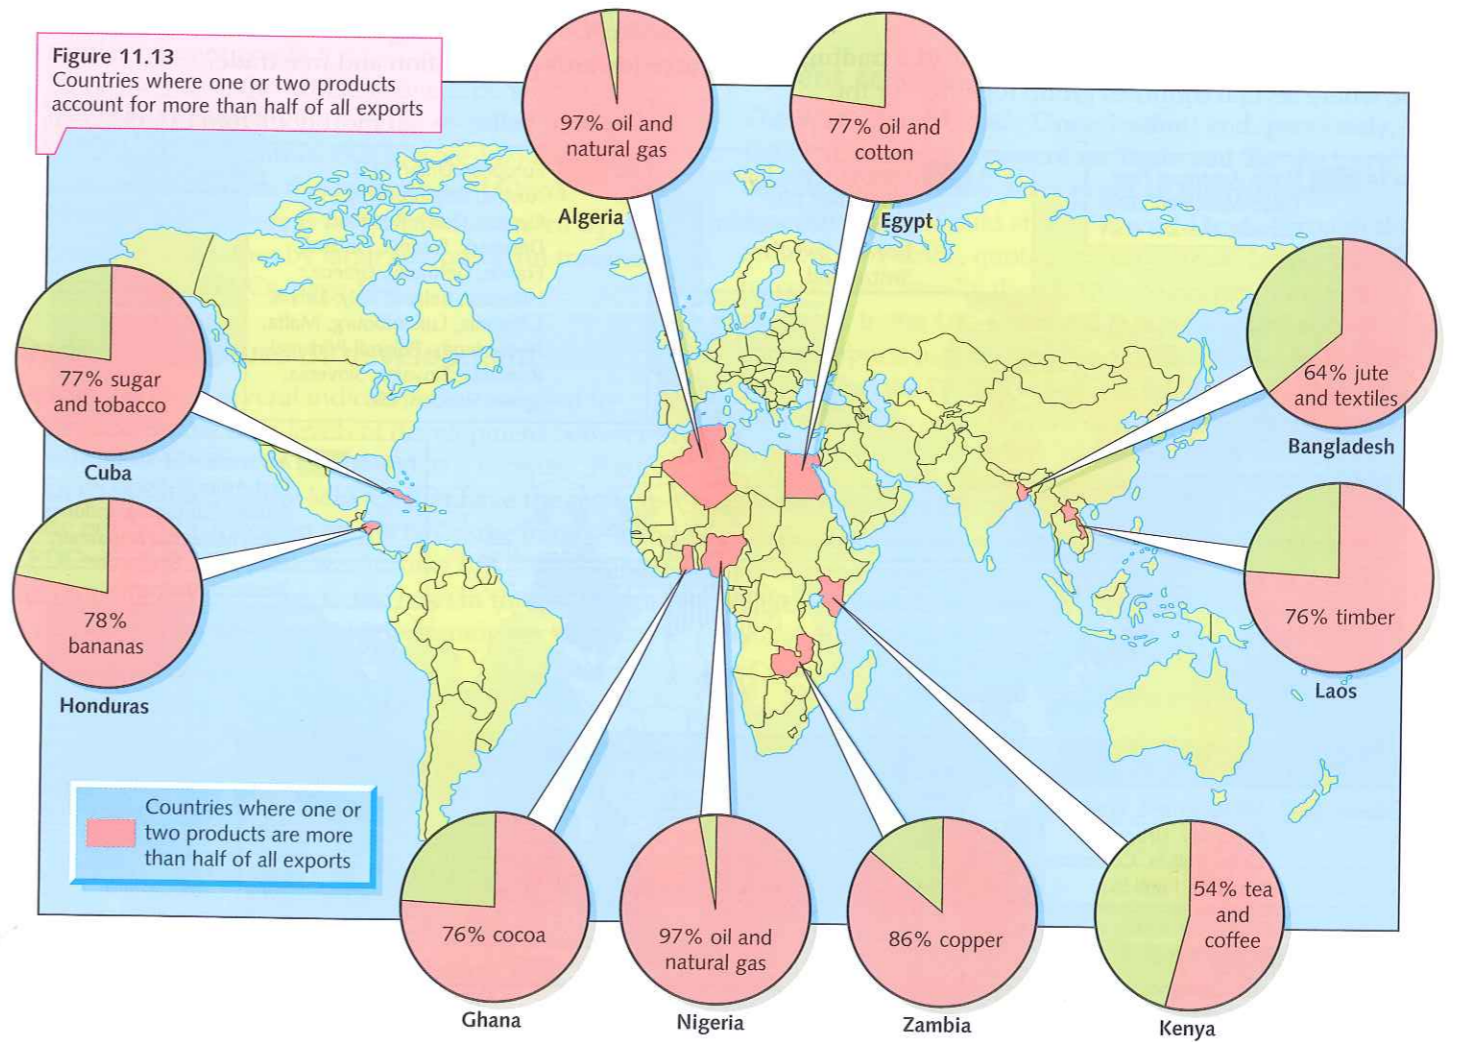 Figure 11.13
Countries where one or two products
account for more than half of all exports
97% oil and
natural gas
Algeria
77% oil and
cotton
Egypt
77% sugar
and tobacco
Cuba
64% jute
and textiles
Bangladesh
78%
bananas
Honduras
76% timber
Laos
Countries where one or
two products are more
than half of all exports
76% cocoa
Ghana
97% oil and
natural gas
Nigeria
86% copper
Zambia
54% tea
and
coffee
Kenya